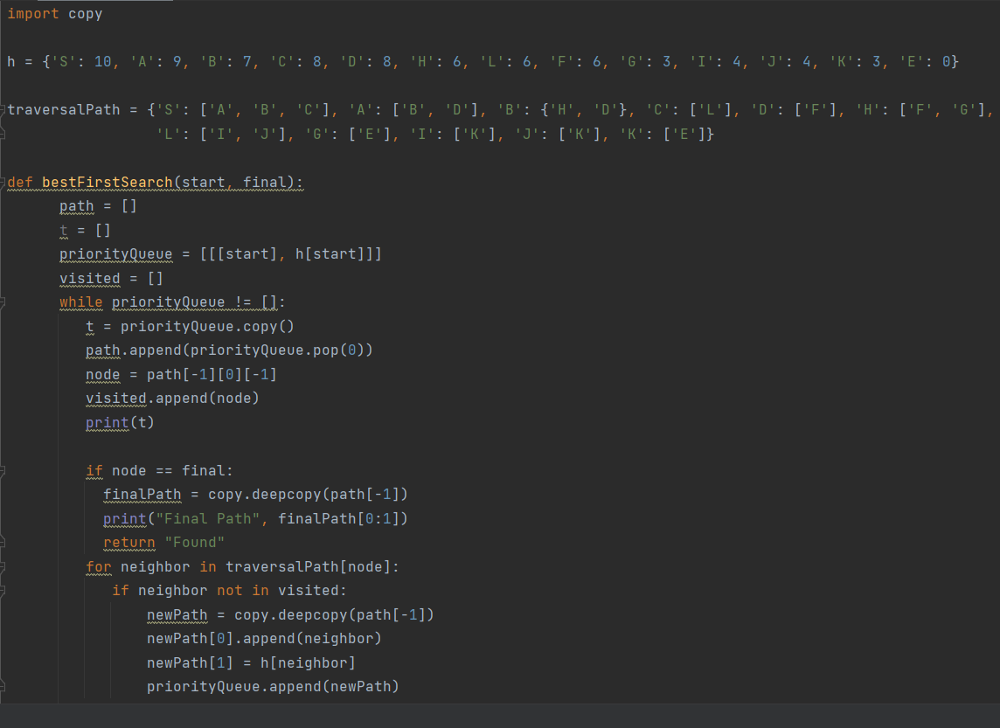 import copy
h = {'S': 10, 'A': 9, 'B': 7, 'C': 8, 'D': 8, 'H': 6, 'L': 6, 'F': 6, 'G': 3, 'I': 4, 'J': 4, 'K': 3, 'E': 0}
traversalPath = {'S': ['A', 'B', 'C'], 'A': ['B', 'D'], 'B': {'H', 'D'}, 'C': ['L'], 'D': ['F'], 'H': ['F', 'G'],
'L': ['I', 'J'], 'G': ['E'], 'I': ['K'], 'J': ['K'], 'K': ['E']}
def bestFirstSearch(start, final):
path = []
t = []
priorityQueue = [[[start], h[start]]]
visited = []
while priorityQueue != []:
t = priorityQueue.copy()
path.append(priorityQueue.pop(0))
node = path[-1][0][-1]
visited.append(node)
print(t)
if node == final:
finalPath = copy.deepcopy(path[-1])
print("Final Path", finalPath[0:1])
return "Found"
for neighbor in traversalPath[node]:
if neighbor not in visited:
newPath = copy.deepcopy(path[-1])
newPath[0].append(neighbor)
newPath[1] = h[neighbor]
priorityQueue.append(newPath)